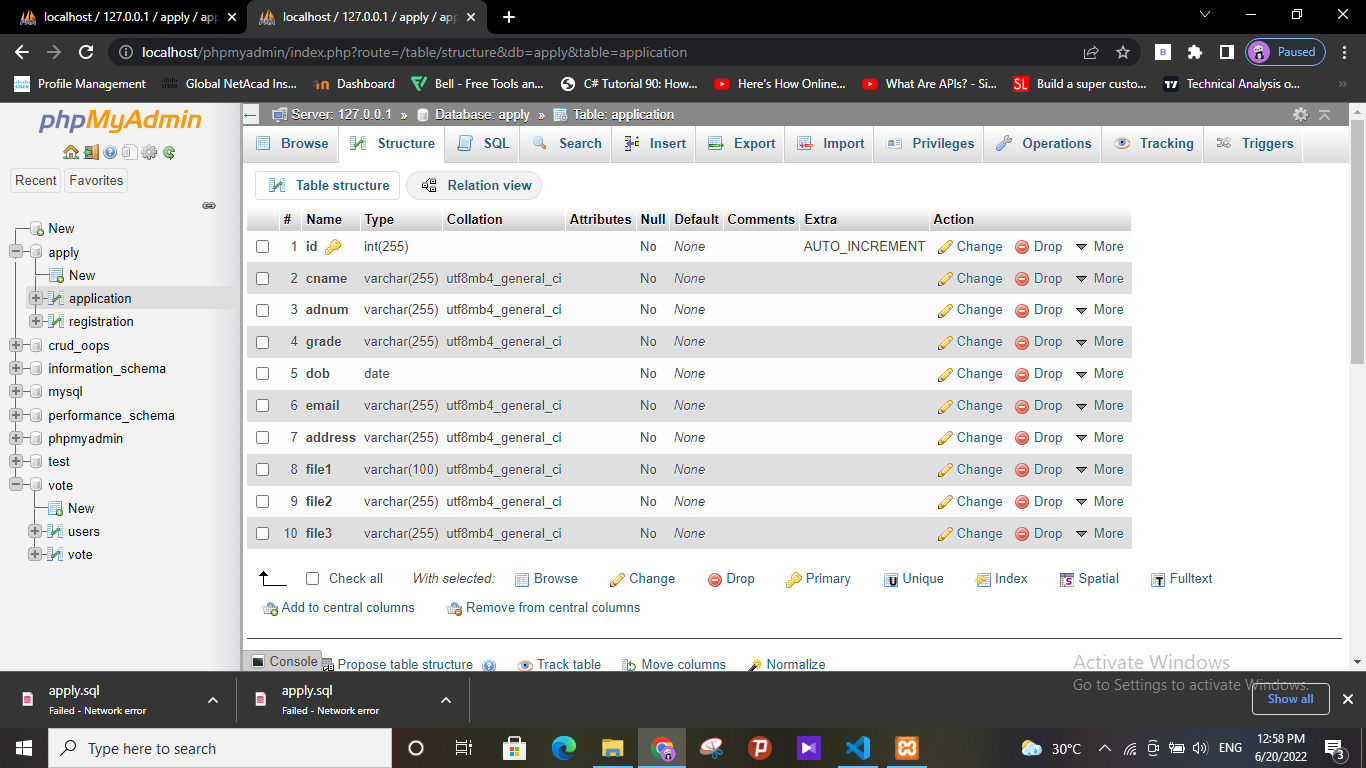 localhost / 127.0.0.1 / apply / app
localhost / 127.0.0.1 / apply / app
localhost/phpmyadmin/index.php?route=/table/structure&db=apply&table=application
B
Paused
Profile Management
Global NetAcad Ins...
Dashboard
Bell - Free Tools an...
C# Tutorial 90: How...
Here's How Online...
What Are APIs? - Si...
SL Build a super custo...
Technical Analysis o...
phpMyAdmin
Recent Favorites
New
apply
New
application
registration
crud_oops
information_schema
mysql
performance_schema
phpmyadmin
test
vote
New
users
vote
Server: 127.0.0.1 » Database: apply » Table: application
Browse Structure SQL Search Insert Export Import Privileges Operations Tracking Triggers
Table structure Relation view
# Name Type Collation Attributes Null Default Comments Extra Action
1 id int(255) No None AUTO_INCREMENT Change Drop More
2 cname varchar(255) utf8mb4_general_ci No None Change Drop More
3 adnum varchar(255) utf8mb4_general_ci No None Change Drop More
4 grade varchar(255) utf8mb4_general_ci No None Change Drop More
5 dob date No None Change Drop More
6 email varchar(255) utf8mb4_general_ci No None Change Drop More
7 address varchar(255) utf8mb4_general_ci No None Change Drop More
8 file1 varchar(100) utf8mb4_general_ci No None Change Drop More
9 file2 varchar(255) utf8mb4_general_ci No None Change Drop More
10 file3 varchar(255) utf8mb4_general_ci No None Change Drop More
Check all With selected: Browse Change Drop Primary Unique Index Spatial Fulltext
Add to central columns Remove from central columns
Console Propose table structure Track table Move columns Normalize
Activate Windows
Go to Settings to activate Windows.
apply.sql
Failed - Network error
apply.sql
Failed - Network error
Show all
Type here to search
30°C
ENG
12:58 PM
6/20/2022
3